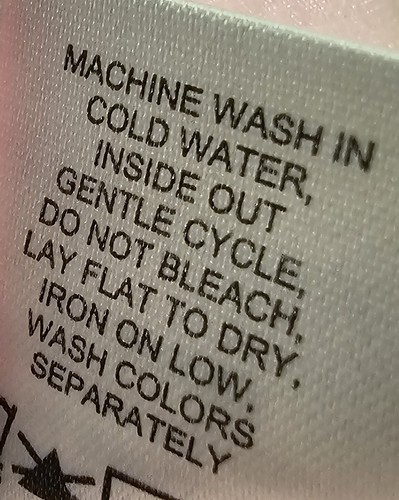 MACHINE WASH IN
COLD WATER,
INSIDE OUT
GENTLE CYCLE,
DO NOT BLEACH,
LAY FLAT TO DRY,
IRON ON LOW,
WASH COLORS
SEPARATELY